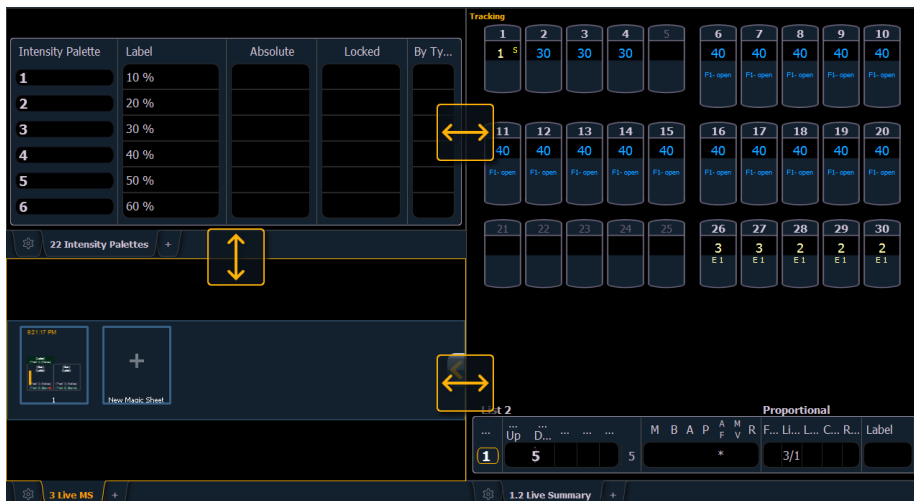 Intensity Palette Label Absolute Locked By Ty...
1 10 %
2 20 %
3 30 %
4 40 %
5 50 %
6 60 %
22 Intensity Palettes +
8:21:17 PM
1
+
New Magic Sheet
3 Live MS +
Tracking
1 2 3 4 5 6 7 8 9 10
1 S 30 30 30 40 40 40 40 40
F1- open F1- open F1- open F1- open F1- open
11 12 13 14 15 16 17 18 19 20
40 40 40 40 40 40 40 40 40 40
F1- open F1- open F1- open F1- open F1- open F1- open F1- open F1- open F1- open F1- open
21 22 23 24 25 26 27 28 29 30
3 3 2 2 2
E 1 E 1 E 1 E 1 E 1
List 2 Proportional
... ... Up ... D... ... ... ... M B A P AF MV R F... Li... L... C... R... Label
1 5 5 * 3/1
1.2 Live Summary +